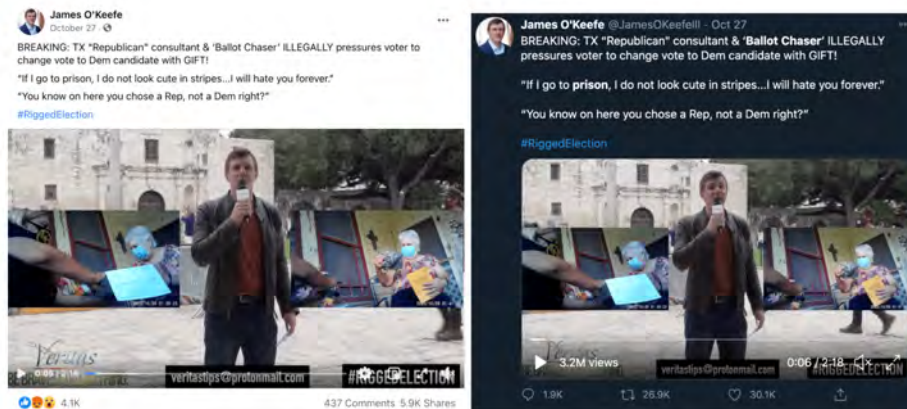 James O'Keefe
October 27 ·
BREAKING: TX "Republican" consultant & 'Ballot Chaser' ILLEGALLY pressures voter to
change vote to Dem candidate with GIFT!
"If I go to prison, I do not look cute in stripes...I will hate you forever."
"You know on here you chose a Rep, not a Dem right?"
#RiggedElection
Veritas
0:05 / 2:18
veritastips@protonmail.com
#RIGGEDELECTION
4.1K
437 Comments 5.9K Shares
James O'Keefe @JamesOKeefeIII · Oct 27
BREAKING: TX "Republican" consultant & 'Ballot Chaser' ILLEGALLY
pressures voter to change vote to Dem candidate with GIFT!
"If I go to prison, I do not look cute in stripes...I will hate you forever."
"You know on here you chose a Rep, not a Dem right?"
#RiggedElection
Veritas
3.2M views
0:06 / 2:18
veritastips@protonmail.com
#RIGGEDELECTION
1.9K
26.9K
30.1K